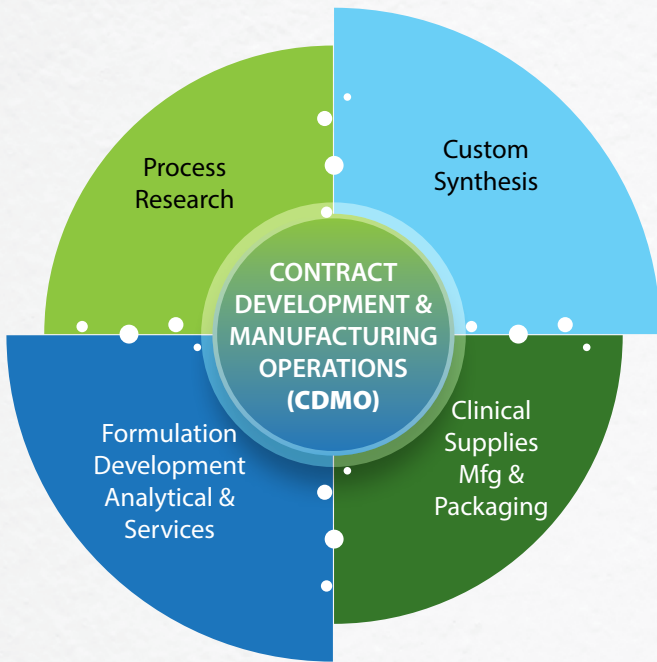 Process
Research
Custom
Synthesis
CONTRACT
DEVELOPMENT &
MANUFACTURING
OPERATIONS
(CDMO)
Formulation
Development
Analytical &
Services
Clinical
Supplies
Mfg &
Packaging